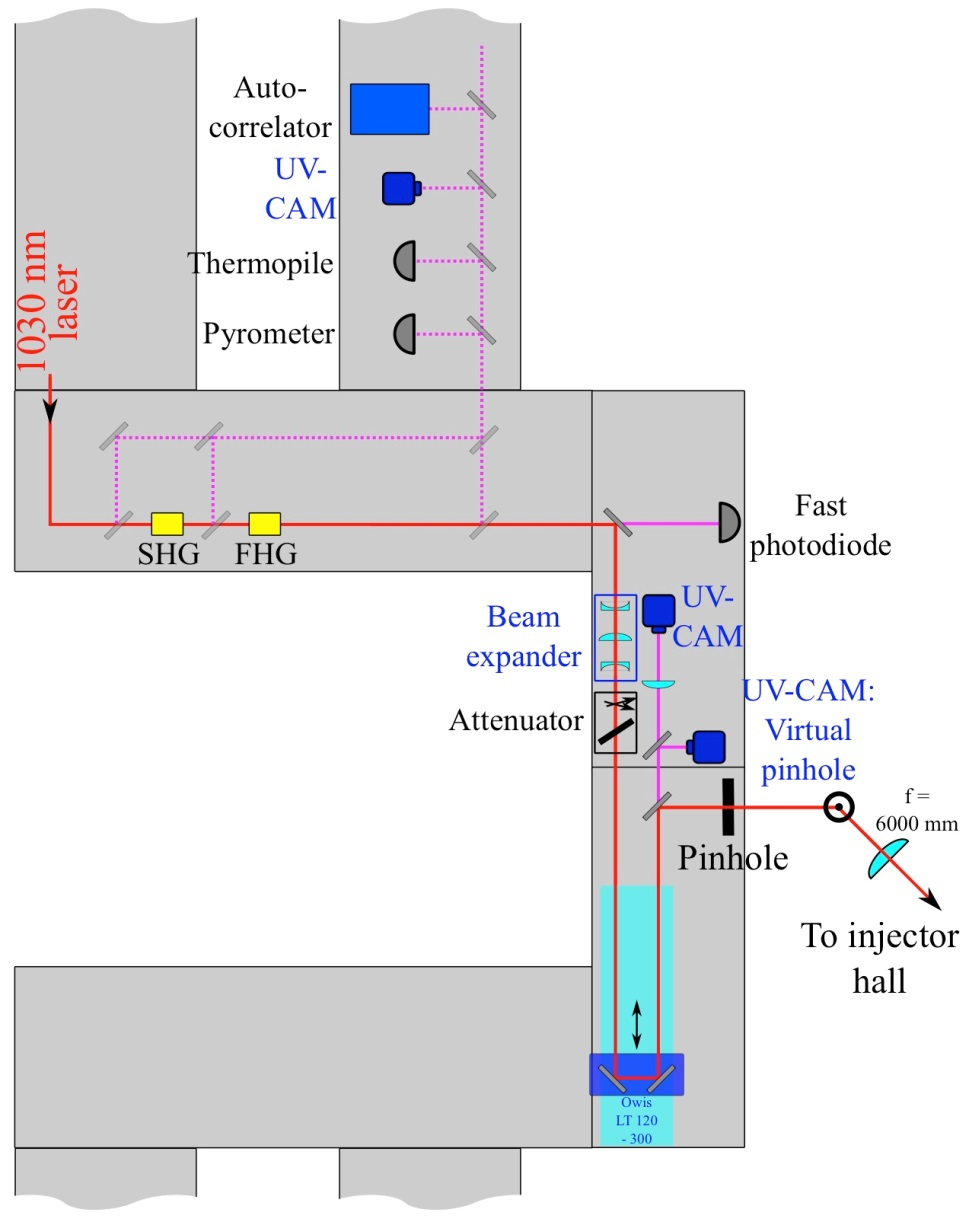 Auto-
correlator
UV-
CAM
Thermopile
Pyrometer
1030 nm
laser
SHG
FHG
Fast
photodiode
Beam
expander
UV-
CAM
Attenuator
UV-CAM:
Virtual
pinhole
f =
6000 mm
Pinhole
To injector
hall
Owis
LT 120
- 300